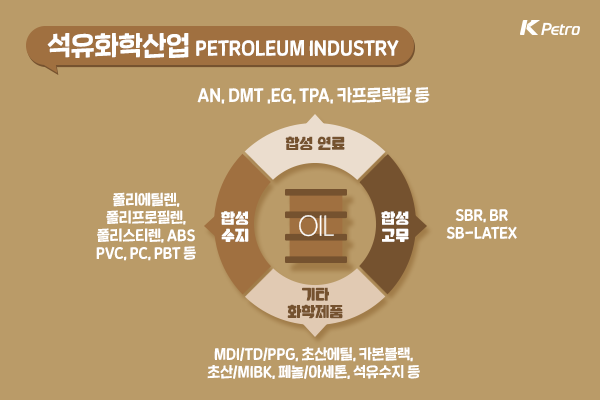 석유화학산업 PETROLEUM INDUSTRY
K Petro
AN, DMT ,EG, TPA, 카프로락탐 등
합성 연료
폴리에틸렌,
폴리프로필렌,
폴리스티렌, ABS
PVC, PC, PBT 등
합성
수지
OIL
합성
고무
SBR, BR
SB-LATEX
기타
화학제품
MDI/TD/PPG, 초산에틸, 카본블랙,
초산/MIBK, 페놀/아세톤, 석유수지 등